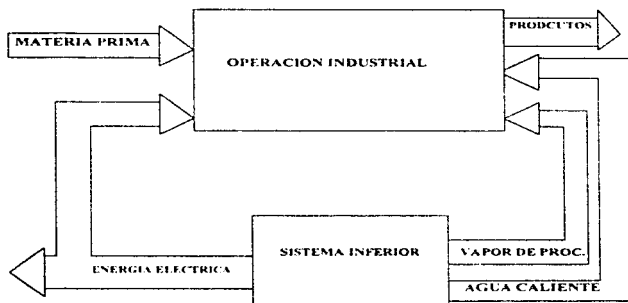 PRODCUTOS
MATERIA PRIMA
OPERACION INDUSTRIAL
SISTEMA INFERIOR
VAPOR DE PROC.
ENERGIA ELECTRICA
AGUA CALIENTE